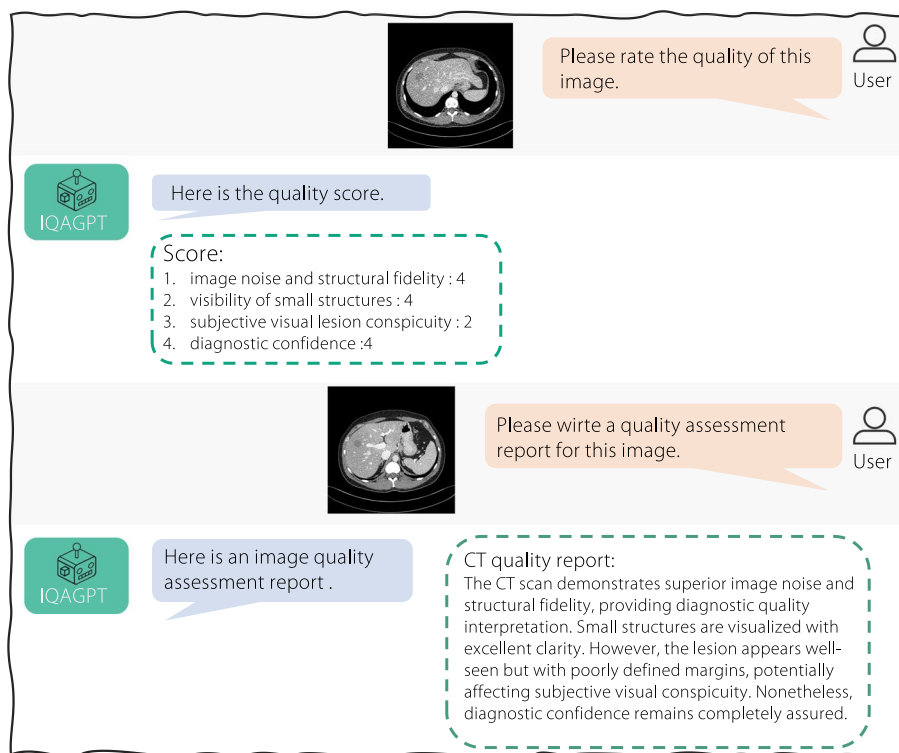 Please rate the quality of this
image.
User
IQAGPT
Here is the quality score.
Score:
1. image noise and structural fidelity : 4
2. visibility of small structures : 4
3. subjective visual lesion conspicuity : 2
4. diagnostic confidence :4
Please wirte a quality assessment
report for this image.
User
IQAGPT
Here is an image quality
assessment report .
CT quality report:
The CT scan demonstrates superior image noise and
structural fidelity, providing diagnostic quality
interpretation. Small structures are visualized with
excellent clarity. However, the lesion appears well-
seen but with poorly defined margins, potentially
affecting subjective visual conspicuity. Nonetheless,
diagnostic confidence remains completely assured.